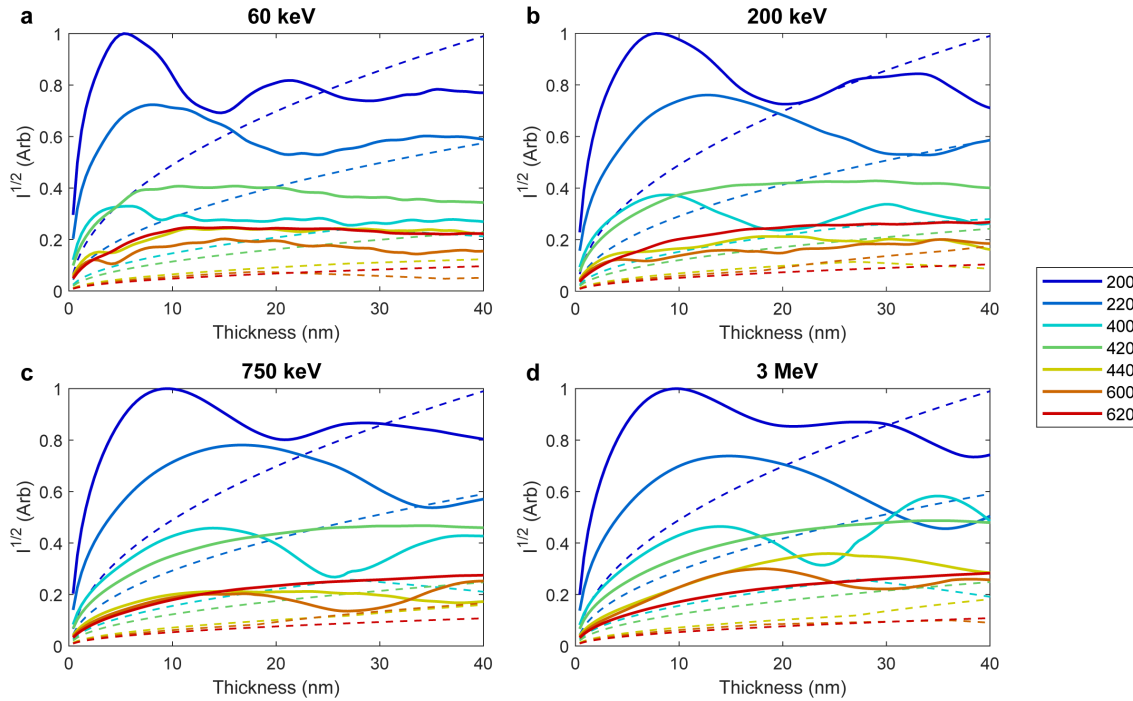 a 60 keV
1
0.8
0.6
0.4
0.2
0
I^{1/2} (Arb)
0 10 20 30 40
Thickness (nm)
b 200 keV
1
0.8
0.6
0.4
0.2
0
I^{1/2} (Arb)
0 10 20 30 40
Thickness (nm)
c 750 keV
1
0.8
0.6
0.4
0.2
0
I^{1/2} (Arb)
0 10 20 30 40
Thickness (nm)
d 3 MeV
1
0.8
0.6
0.4
0.2
0
I^{1/2} (Arb)
0 10 20 30 40
Thickness (nm)
200
220
400
420
440
600
620